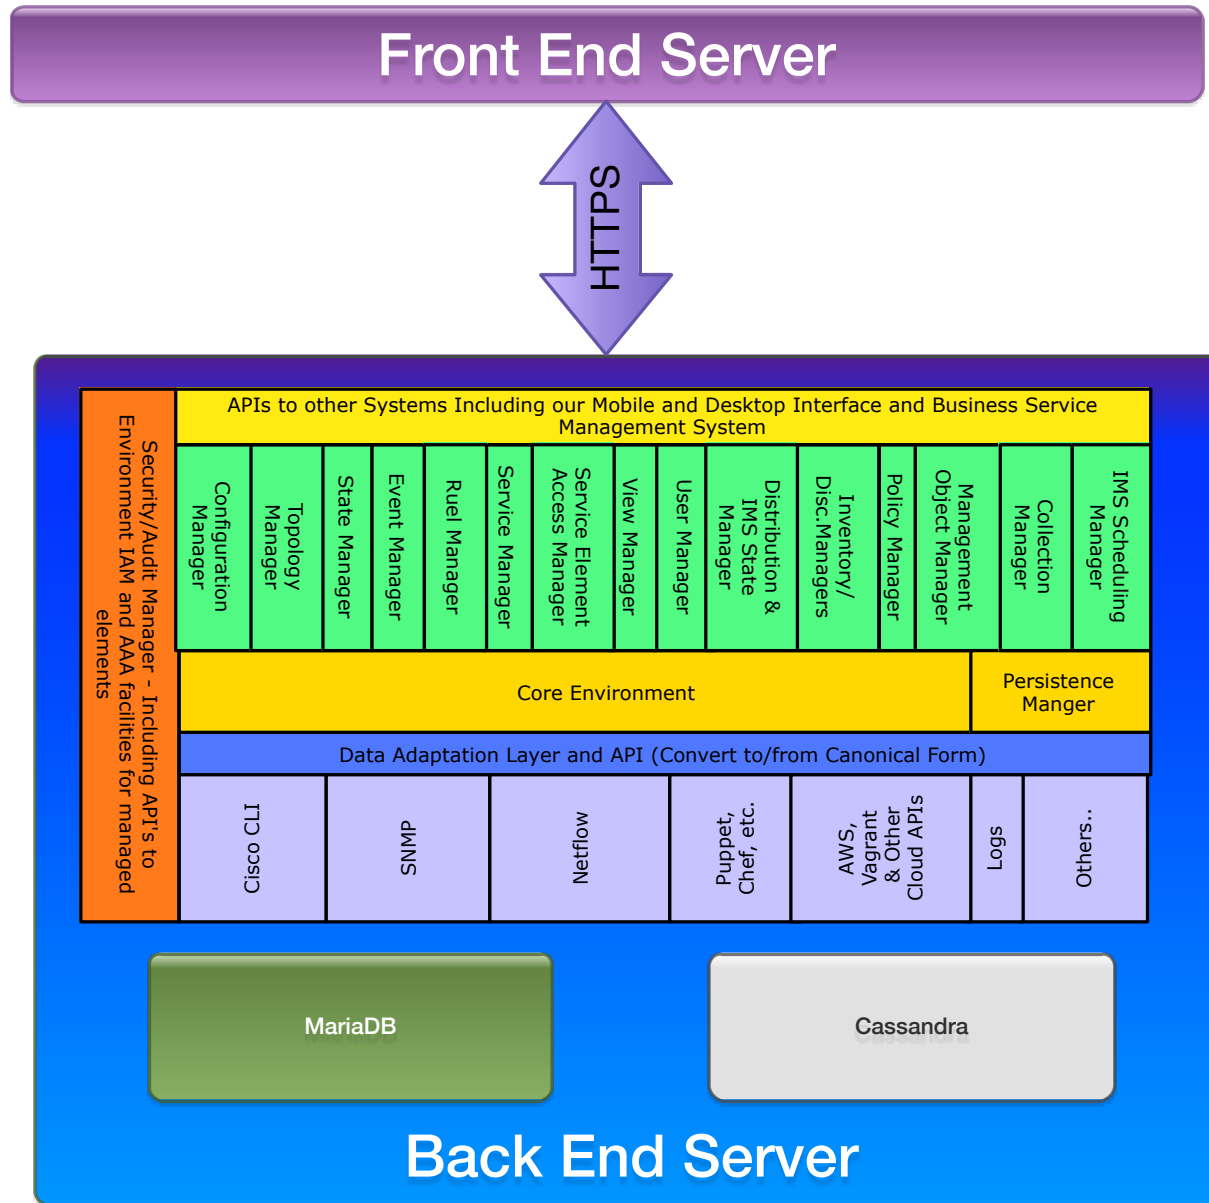 Front End Server
HTTPS
APIs to other Systems Including our Mobile and Desktop Interface and Business Service
Management System
Security/Audit Manager - Including API's to
Environment IAM and AAA facilities for managed
elements
Configuration
Manager
Topology
Manager
State Manager
Event Manager
Ruel Manager
Service Manager
Service Element
Access Manager
View Manager
User Manager
Distribution &
IMS State
Manager
Inventory/
Disc.Managers
Policy Manager
Management
Object Manager
Collection
Manager
IMS Scheduling
Manager
Core Environment
Persistence
Manger
Data Adaptation Layer and API (Convert to/from Canonical Form)
Cisco CLI
SNMP
Netflow
Puppet,
Chef, etc.
AWS,
Vagrant
& Other
Cloud APIs
Logs
Others..
MariaDB
Cassandra
Back End Server